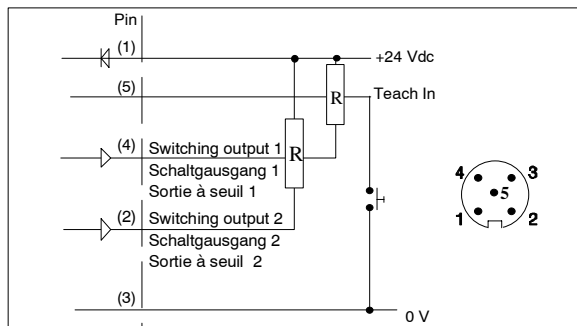 Pin
(1)
+24 Vdc
(5)
Teach In
R
(4)
Switching output 1
Schaltgausgang 1
Sortie à seuil 1
R
(2)
Switching output 2
Schaltgausgang 2
Sortie à seuil 2
(3)
0 V
4
3
5
1
2